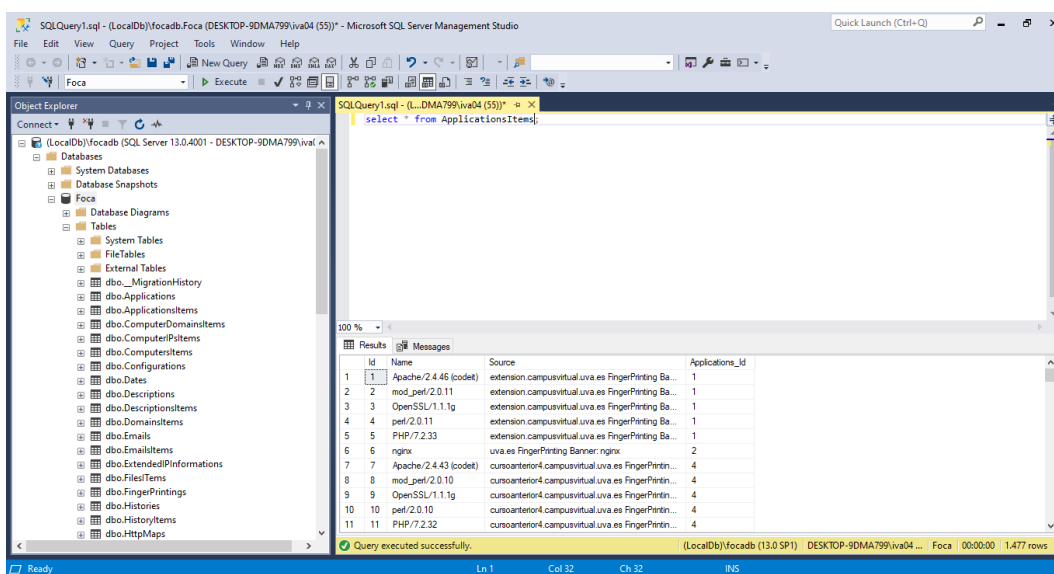 SQLQuery1.sql - (LocalDb)\focadb.Foca (DESKTOP-9DMA799\iva04 (55))* - Microsoft SQL Server Management Studio
Quick Launch (Ctrl+Q)
File Edit View Query Project Tools Window Help
New Query
Foca
Execute
Object Explorer
Connect
(LocalDb)\focadb (SQL Server 13.0.4001 - DESKTOP-9DMA799\iva(
Databases
System Databases
Database Snapshots
Foca
Database Diagrams
Tables
System Tables
FileTables
External Tables
dbo.__MigrationHistory
dbo.Applications
dbo.ApplicationsItems
dbo.ComputerDomainsItems
dbo.ComputerIPsItems
dbo.ComputersItems
dbo.Configurations
dbo.Dates
dbo.Descriptions
dbo.DescriptionsItems
dbo.DomainsItems
dbo.Emails
dbo.EmailsItems
dbo.ExtendedIPInformations
dbo.FilesITems
dbo.FingerPrintings
dbo.Histories
dbo.HistoryItems
dbo.HttpMaps
SQLQuery1.sql - (L...DMA799\iva04 (55))*
select * from ApplicationsItems;
100 %
Results Messages
Id Name Source Applications_Id
1 1 Apache/2.4.46 (codeit) extension.campusvirtual.uva.es FingerPrinting Ba... 1
2 2 mod_perl/2.0.11 extension.campusvirtual.uva.es FingerPrinting Ba... 1
3 3 OpenSSL/1.1.1g extension.campusvirtual.uva.es FingerPrinting Ba... 1
4 4 perl/2.0.11 extension.campusvirtual.uva.es FingerPrinting Ba... 1
5 5 PHP/7.2.33 extension.campusvirtual.uva.es FingerPrinting Ba... 1
6 6 nginx uva.es FingerPrinting Banner: nginx 2
7 7 Apache/2.4.43 (codeit) cursoanterior4.campusvirtual.uva.es FingerPrintin... 4
8 8 mod_perl/2.0.10 cursoanterior4.campusvirtual.uva.es FingerPrintin... 4
9 9 OpenSSL/1.1.1g cursoanterior4.campusvirtual.uva.es FingerPrintin... 4
10 10 perl/2.0.10 cursoanterior4.campusvirtual.uva.es FingerPrintin... 4
11 11 PHP/7.2.32 cursoanterior4.campusvirtual.uva.es FingerPrintin... 4
Query executed successfully. (LocalDb)\focadb (13.0 SP1) DESKTOP-9DMA799\iva04 ... Foca 00:00:00 1.477 rows
Ready Ln 1 Col 32 Ch 32 INS